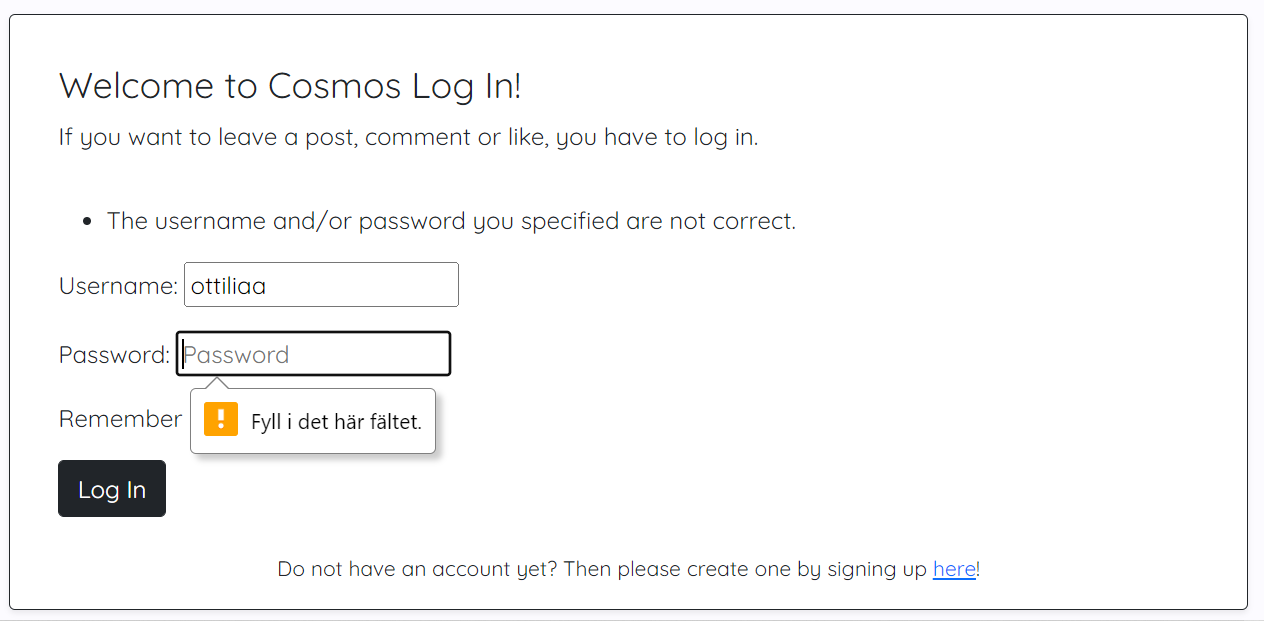 Welcome to Cosmos Log In!
If you want to leave a post, comment or like, you have to log in.
The username and/or password you specified are not correct.
Username: ottiliaa
Password: Password
Remember
Fyll i det här fältet.
Log In
Do not have an account yet? Then please create one by signing up here!